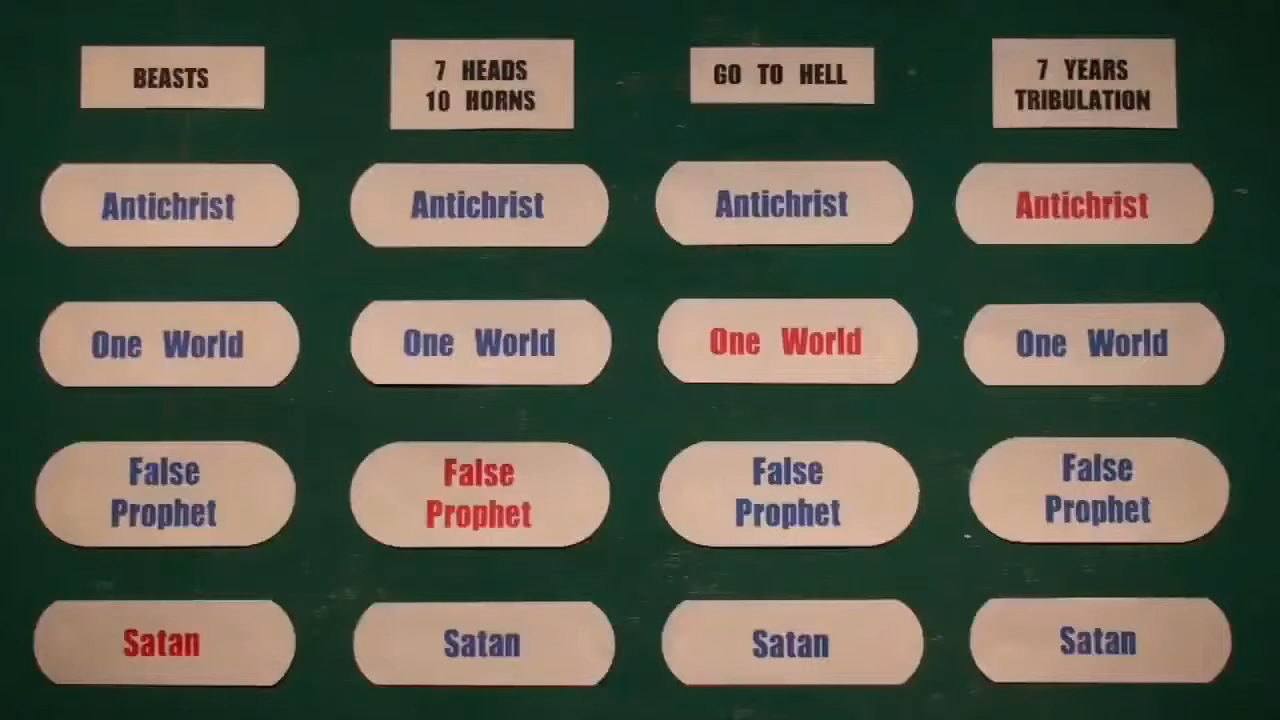 BEASTS
7 HEADS
10 HORNS
GO TO HELL
7 YEARS
TRIBULATION
Antichrist
Antichrist
Antichrist
Antichrist
One World
One World
One World
One World
False
Prophet
False
Prophet
False
Prophet
False
Prophet
Satan
Satan
Satan
Satan